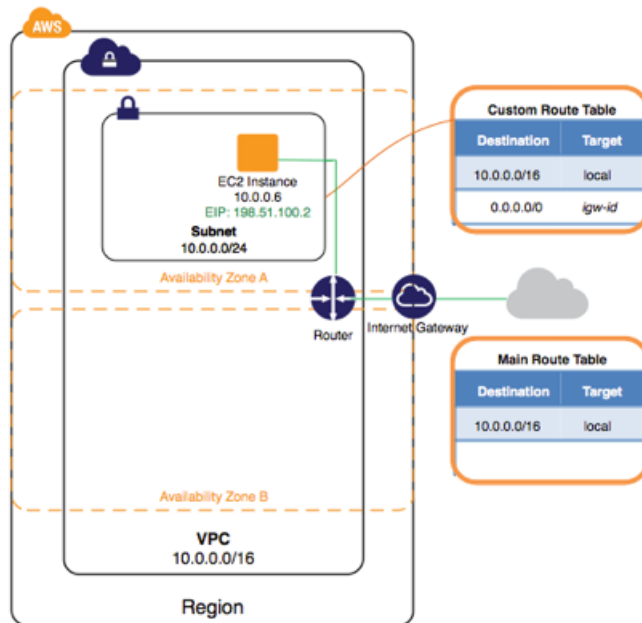 AWS
Custom Route Table
Destination Target
10.0.0.0/16 local
0.0.0.0/0 igw-id
EC2 Instance
10.0.0.6
EIP: 198.51.100.2
Subnet
10.0.0.0/24
Availability Zone A
Router
Internet Gateway
Main Route Table
Destination Target
10.0.0.0/16 local
Availability Zone B
VPC
10.0.0.0/16
Region